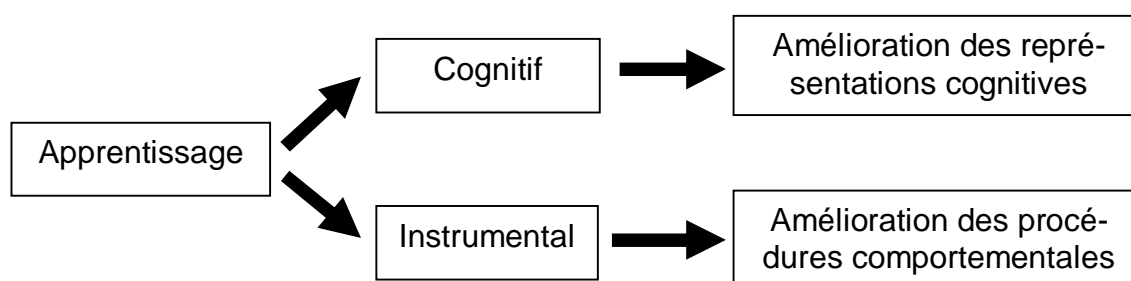 Cognitif
Amélioration des repré-
sentations cognitives
Apprentissage
Instrumental
Amélioration des procé-
dures comportementales